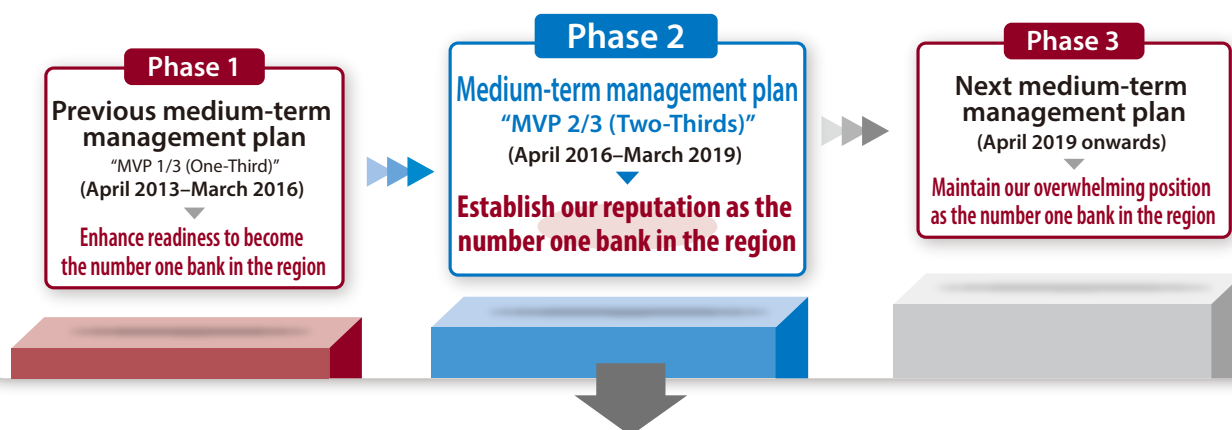 Phase 1
Previous medium-term
management plan
“MVP 1/3 (One-Third)”
(April 2013–March 2016)
Enhance readiness to become
the number one bank in the region
Phase 2
Medium-term management plan
“MVP 2/3 (Two-Thirds)”
(April 2016–March 2019)
Establish our reputation as the
number one bank in the region
Phase 3
Next medium-term
management plan
(April 2019 onwards)
Maintain our overwhelming position
as the number one bank in the region